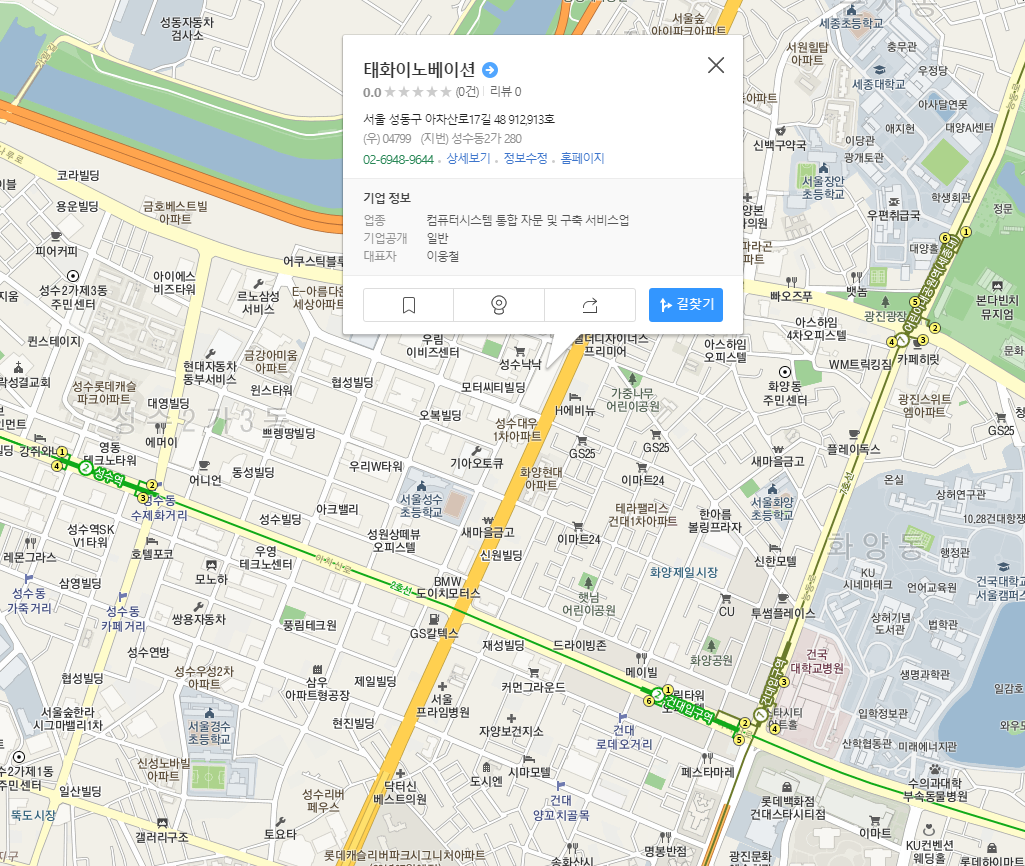 태화이노베이션
0.0 ★★★★★ (0건) 리뷰 0
서울 성동구 아차산로17길 48 912,913호
(우) 04799 (지번) 성수동2가 280
02-6948-9644 상세보기 정보수정 홈페이지
기업 정보
업종 컴퓨터시스템 통합 자문 및 구축 서비스업
기업공개 일반
대표자 이웅철
길찾기
성동자동차
검사소
서울숲
아이파크아파트
세종초등학교
충무관
서원힐탑
아파트
우정당
세종대학교
아사달연못
애지헌
대양AI센터
신백구약국
이당관
광개토관
서울장안
초등학교
학생회관
우편취급국
정문
대양홀
코라빌딩
용운빌딩
금호베스트빌
아파트
피어커피
성수2가제3동
주민센터
아이에스
비즈타워
르노삼성
서비스
퀸스테이지
현대자동차
동부서비스
금강아미움
아파트
윈스타워
협성빌딩
우림
이비즈센터
성수낙낙
프리미어
모터씨티빌딩
오복빌딩
H에비뉴
성수대우
1차아파트
가중나무
어린이공원
아스하임
오피스텔
빠오즈푸
뱃놈
광진광장
아스하임
4차오피스텔
어린이대공원역(세종대)
본다빈치
뮤지엄
카페히릿
WM트럭킹짐
화양동
주민센터
광진스위트
엠아파트
GS25
플레이독스
성수롯데캐슬
파크아파트
대영빌딩
성수2가3동
에머이
쁘렝땅빌딩
영동
테크노타워
성수역
어니언
동성빌딩
우리W타워
기아오토큐
화양현대
아파트
GS25
GS25
이마트24
새마을금고
서울성수
초등학교
성수동
수제화거리
성수빌딩
아크밸리
성원상떼뷰
오피스텔
새마을금고
신원빌딩
이마트24
테라팰리스
건대1차아파트
한아름
볼링프라자
서울화양
초등학교
7호선
온실
상허연구관
10.28건대항쟁
화양동
행정관
성수역SK
V1타워
레몬그라스
호텔포코
우영
테크노센터
아차산로
2호선
BMW
도이치모터스
햇님
어린이공원
화양제일시장
신한모텔
KU
시네마테크
언어교육원
건국대학교
서울캠퍼스
삼영빌딩
모노하
성수동
가죽거리
성수동
카페거리
쌍용자동차
풍림테크원
GS칼텍스
CU
투썸플레이스
상허기념
도서관
법학관
재성빌딩
드라이빙존
화양공원
건국
대학교병원
생명과학관
성수연방
협성빌딩
성수우성2차
아파트
삼우
아파트형공장
제일빌딩
서울
프라임병원
커먼그라운드
메이빌
건대입구역
건대입구역
입학정보관
서울숲한라
시그마밸리1차
서울경수
초등학교
현진빌딩
자양보건지소
건대
로데오거리
산학협동관
미래에너지관
성수2가제1동
주민센터
신성노바빌
아파트
시마모텔
도시엔
페스타마레
수의과대학
부속동물병원
일산빌딩
성수리버
페우스
닥터신
베스트의원
건대
양꼬치골목
롯데백화점
건대스타시티점
뚝도시장
갤러리구조
토요타
이마트
롯데캐슬리버파크시그니처아파트
송화산시
명봉반점
광진문화
KU컨벤션
웨딩홀
롯데하이마트